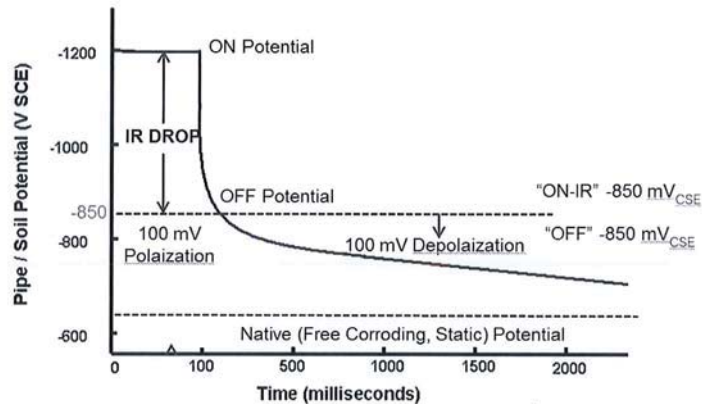 Pipe / Soil Potential (V SCE)
-1200
-1000
-850
-800
-600
ON Potential
IR DROP
OFF Potential
"ON-IR" -850 mVCSE
100 mV
Polaization
100 mV Depolaization
"OFF" -850 mVCSE
Native (Free Corroding, Static) Potential
0
100
500
1000
1500
2000
Time (milliseconds)